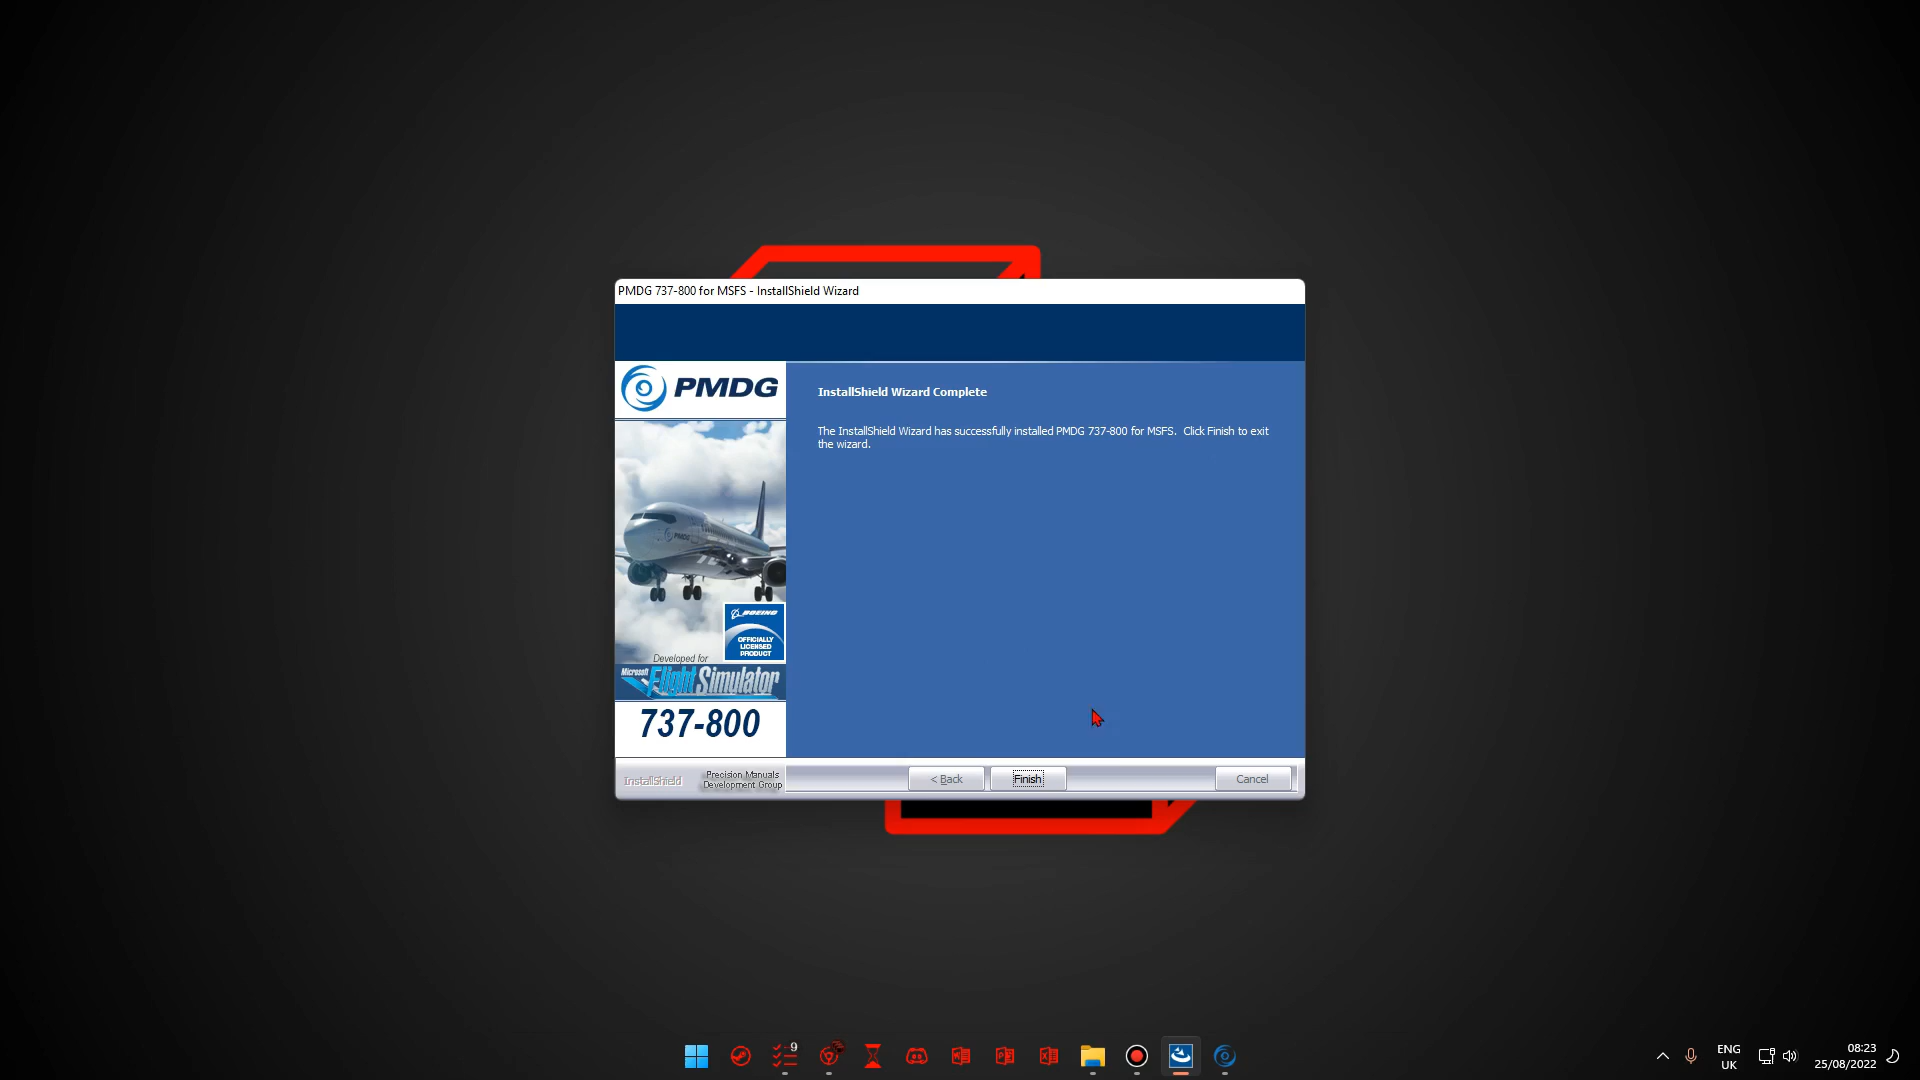 PMDG 737-800 for MSFS - InstallShield Wizard
PMDG
InstallShield Wizard Complete
The InstallShield Wizard has successfully installed PMDG 737-800 for MSFS. Click Finish to exit
the wizard.
PMDG
BOEING
OFFICIALLY
LICENSED
PRODUCT
Developed for
Microsoft
Flight Simulator
737-800
InstallShield
Precision Manuals
Development Group
< Back
Finish
Cancel
9
ENG
UK
08:23
25/08/2022